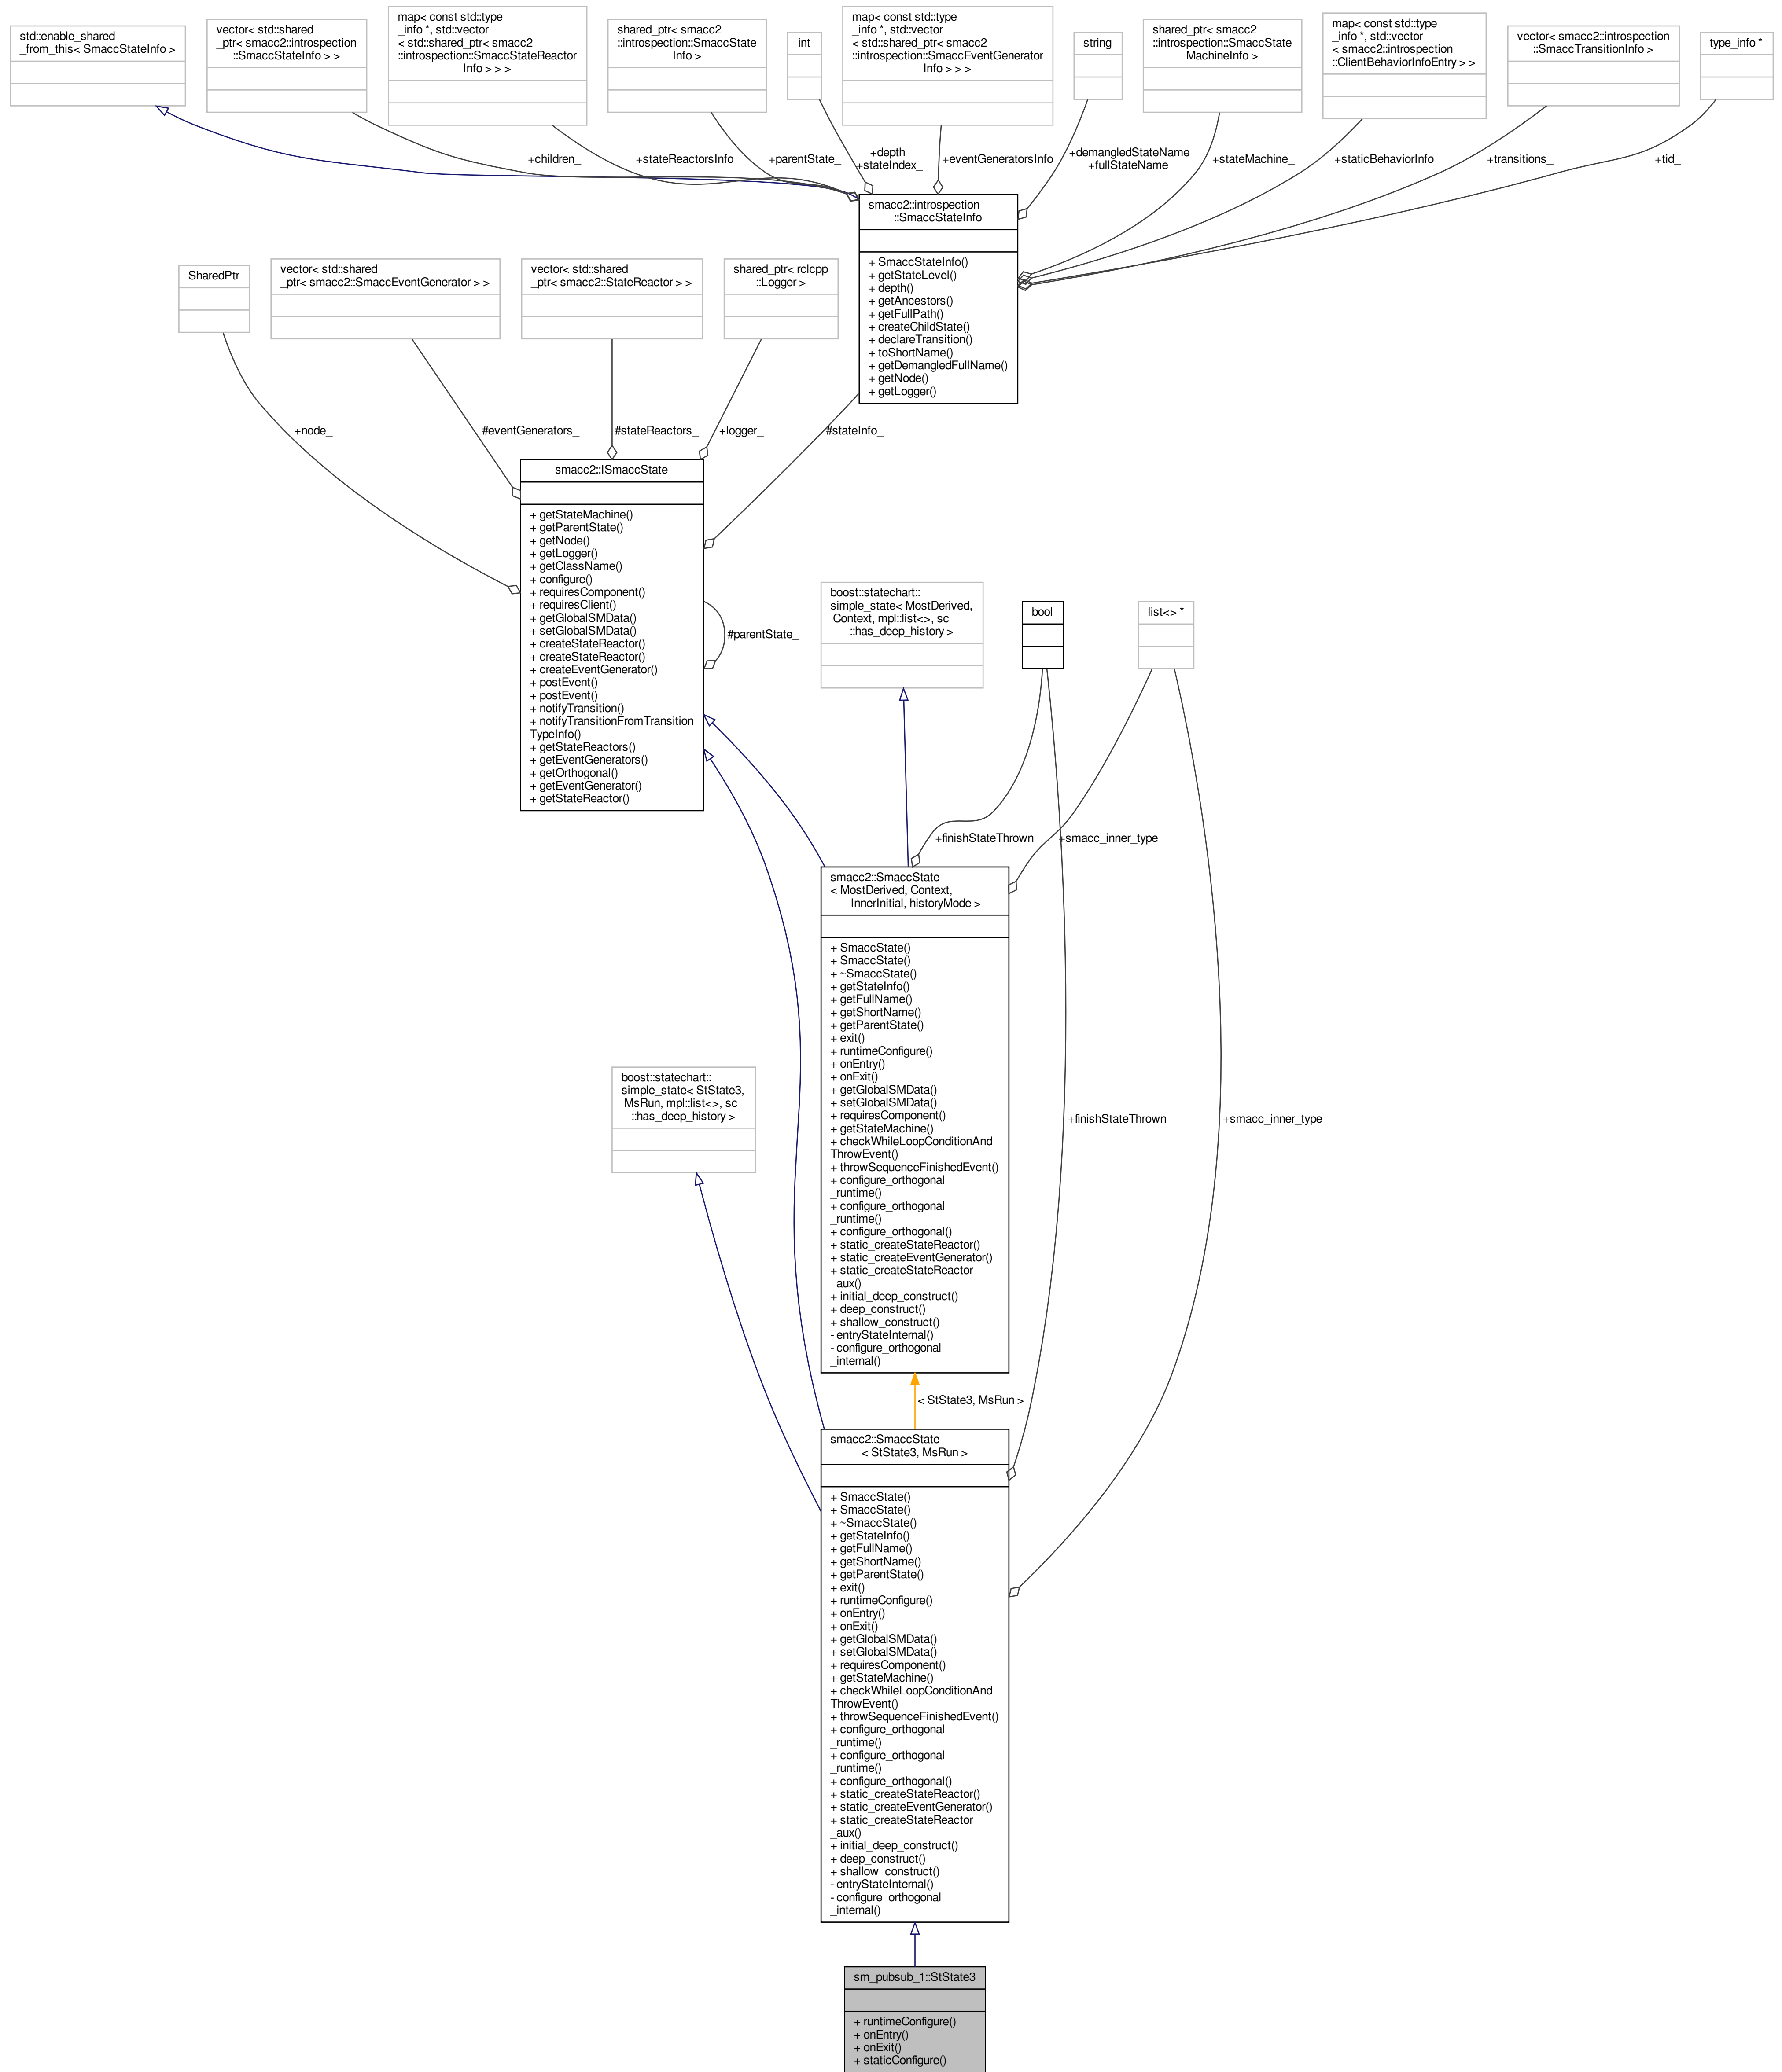 std::enable_shared
_from_this< SmaccStateInfo >
vector< std::shared
_ptr< smacc2::introspection
::SmaccStateInfo > >
map< const std::type
_info *, std::vector
< std::shared_ptr< smacc2
::introspection::SmaccStateReactor
Info > > >
shared_ptr< smacc2
::introspection::SmaccState
Info >
int
map< const std::type
_info *, std::vector
< std::shared_ptr< smacc2
::introspection::SmaccEventGenerator
Info > > >
string
shared_ptr< smacc2
::introspection::SmaccState
MachineInfo >
map< const std::type
_info *, std::vector
< smacc2::introspection
::ClientBehaviorInfoEntry > >
vector< smacc2::introspection
::SmaccTransitionInfo >
type_info *
+children_
+stateReactorsInfo
+parentState_
+depth_
+stateIndex_
+eventGeneratorsInfo
+demangledStateName
+fullStateName
+stateMachine_
+staticBehaviorInfo
+transitions_
+tid_
smacc2::introspection
::SmaccStateInfo
+ SmaccStateInfo()
+ getStateLevel()
+ depth()
+ getAncestors()
+ getFullPath()
+ createChildState()
+ declareTransition()
+ toShortName()
+ getDemangledFullName()
+ getNode()
+ getLogger()
SharedPtr
vector< std::shared
_ptr< smacc2::SmaccEventGenerator > >
vector< std::shared
_ptr< smacc2::StateReactor > >
shared_ptr< rclcpp
::Logger >
+node_
#eventGenerators_
#stateReactors_
+logger_
#stateInfo_
smacc2::ISmaccState
+ getStateMachine()
+ getParentState()
+ getNode()
+ getLogger()
+ getClassName()
+ configure()
+ requiresComponent()
+ requiresClient()
+ getGlobalSMData()
+ setGlobalSMData()
+ createStateReactor()
+ createStateReactor()
+ createEventGenerator()
+ postEvent()
+ postEvent()
+ notifyTransition()
+ notifyTransitionFromTransition
TypeInfo()
+ getStateReactors()
+ getEventGenerators()
+ getOrthogonal()
+ getEventGenerator()
+ getStateReactor()
#parentState_
boost::statechart::
simple_state< MostDerived,
Context, mpl::list<>, sc
::has_deep_history >
bool
list<> *
+finishStateThrown
+smacc_inner_type
smacc2::SmaccState
< MostDerived, Context,
InnerInitial, historyMode >
+ SmaccState()
+ SmaccState()
+ ~SmaccState()
+ getStateInfo()
+ getFullName()
+ getShortName()
+ getParentState()
+ exit()
+ runtimeConfigure()
+ onEntry()
+ onExit()
+ getGlobalSMData()
+ setGlobalSMData()
+ requiresComponent()
+ getStateMachine()
+ checkWhileLoopConditionAnd
ThrowEvent()
+ throwSequenceFinishedEvent()
+ configure_orthogonal
_runtime()
+ configure_orthogonal
_runtime()
+ configure_orthogonal()
+ static_createStateReactor()
+ static_createEventGenerator()
+ static_createStateReactor
_aux()
+ initial_deep_construct()
+ deep_construct()
+ shallow_construct()
- entryStateInternal()
- configure_orthogonal
_internal()
boost::statechart::
simple_state< StState3,
MsRun, mpl::list<>, sc
::has_deep_history >
+finishStateThrown
+smacc_inner_type
< StState3, MsRun >
smacc2::SmaccState
< StState3, MsRun >
+ SmaccState()
+ SmaccState()
+ ~SmaccState()
+ getStateInfo()
+ getFullName()
+ getShortName()
+ getParentState()
+ exit()
+ runtimeConfigure()
+ onEntry()
+ onExit()
+ getGlobalSMData()
+ setGlobalSMData()
+ requiresComponent()
+ getStateMachine()
+ checkWhileLoopConditionAnd
ThrowEvent()
+ throwSequenceFinishedEvent()
+ configure_orthogonal
_runtime()
+ configure_orthogonal
_runtime()
+ configure_orthogonal()
+ static_createStateReactor()
+ static_createEventGenerator()
+ static_createStateReactor
_aux()
+ initial_deep_construct()
+ deep_construct()
+ shallow_construct()
- entryStateInternal()
- configure_orthogonal
_internal()
sm_pubsub_1::StState3
+ runtimeConfigure()
+ onEntry()
+ onExit()
+ staticConfigure()